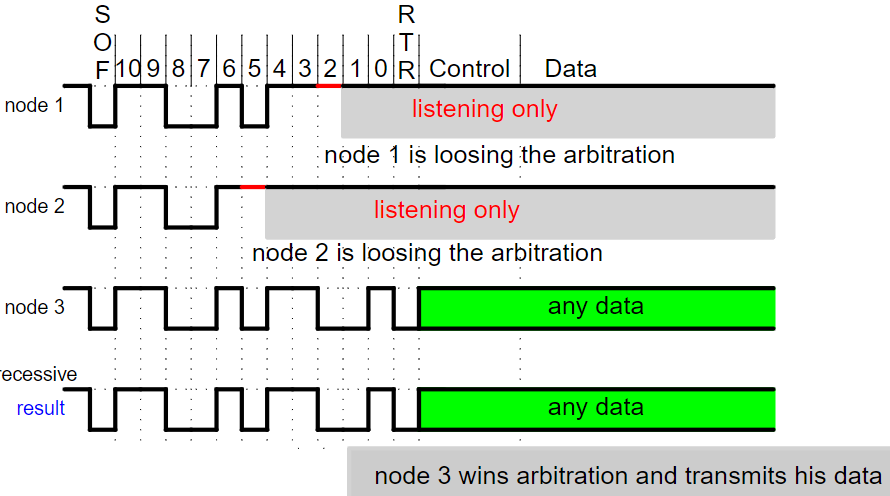 S R
O T
F 10 9 8 7 6 5 4 3 2 1 0 R Control Data
node 1
listening only
node 1 is loosing the arbitration
node 2
listening only
node 2 is loosing the arbitration
node 3
any data
recessive
result
any data
node 3 wins arbitration and transmits his data